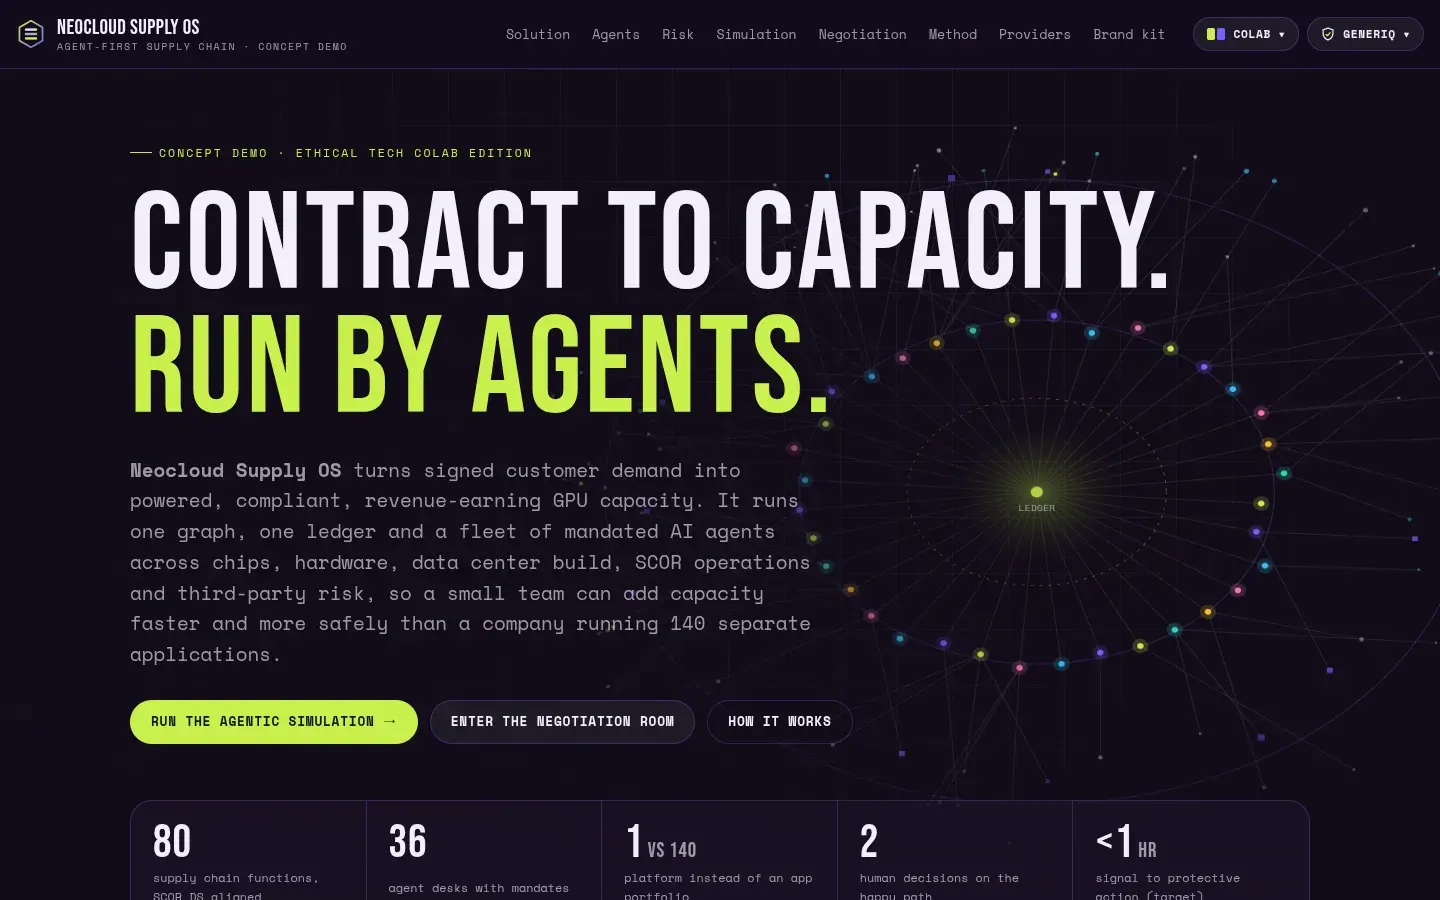 NEOCLOUD SUPPLY OS
AGENT-FIRST SUPPLY CHAIN · CONCEPT DEMO
Solution Agents Risk Simulation Negotiation Method Providers Brand kit
COLAB ▾
GENERIQ ▾
CONCEPT DEMO · ETHICAL TECH COLAB EDITION
CONTRACT TO CAPACITY.
RUN BY AGENTS.
Neocloud Supply OS turns signed customer demand into
powered, compliant, revenue-earning GPU capacity. It runs
one graph, one ledger and a fleet of mandated AI agents
across chips, hardware, data center build, SCOR operations
and third-party risk, so a small team can add capacity
faster and more safely than a company running 140 separate
applications.
LEDGER
RUN THE AGENTIC SIMULATION →
ENTER THE NEGOTIATION ROOM
HOW IT WORKS
80
supply chain functions,
SCOR DS aligned
36
agent desks with mandates
1 VS 140
platform instead of an app
portfolio
2
human decisions on the
happy path
<1 HR
signal to protective
action (target)